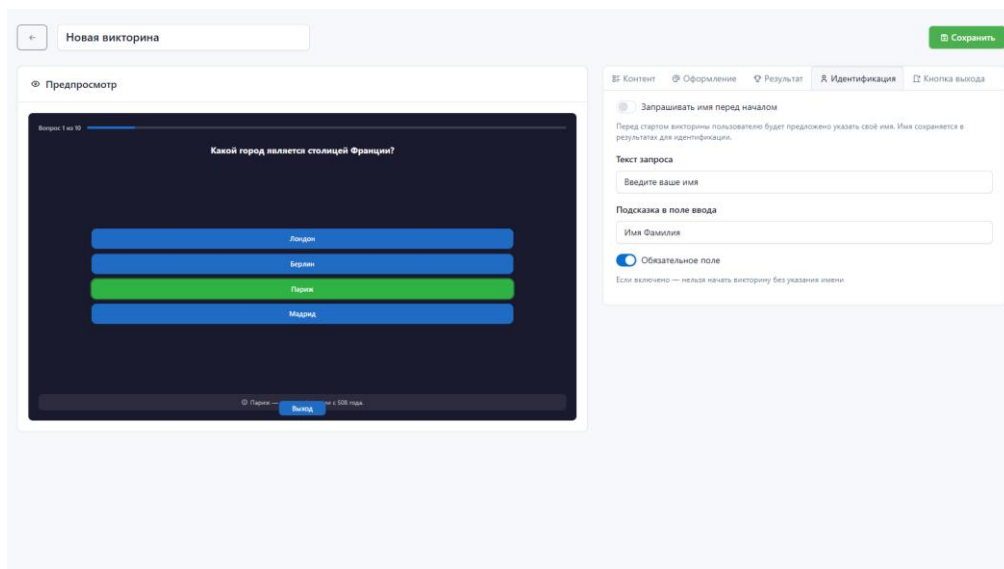 Новая викторина
Сохранить
Предпросмотр
Вопрос 1 из 10
Какой город является столицей Франции?
Лондон
Берлин
Париж
Мадрид
Париж —
с 508 года.
Выход
Контент
Оформление
Результат
Идентификация
Кнопка выхода
Запрашивать имя перед началом
Перед стартом викторины пользователю будет предложено указать своё имя. Имя сохраняется в
результатах для идентификации.
Текст запроса
Введите ваше имя
Подсказка в поле ввода
Имя Фамилия
Обязательное поле
Если включено — нельзя начать викторину без указания имени